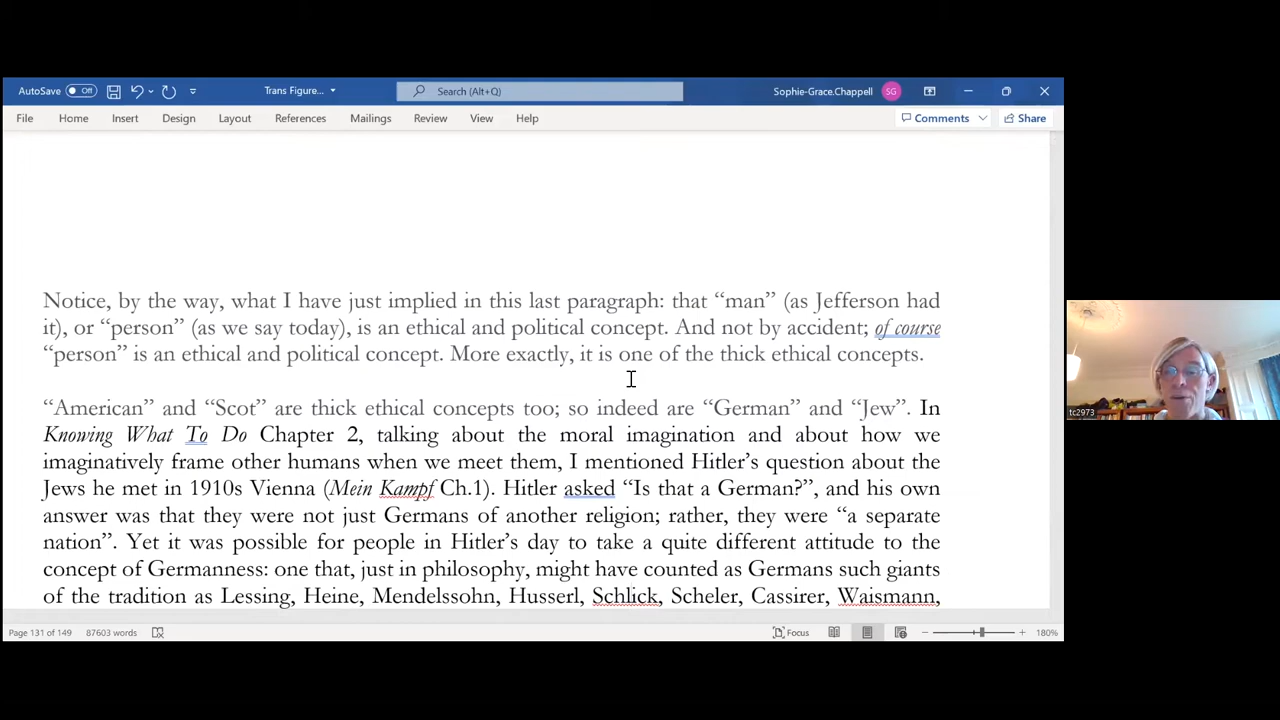 AutoSave Off Trans Figure... Search (Alt+Q) Sophie-Grace.Chappell SG
File Home Insert Design Layout References Mailings Review View Help Comments Share
Notice, by the way, what I have just implied in this last paragraph: that “man” (as Jefferson had
it), or “person” (as we say today), is an ethical and political concept. And not by accident; of course
“person” is an ethical and political concept. More exactly, it is one of the thick ethical concepts.
“American” and “Scot” are thick ethical concepts too; so indeed are “German” and “Jew”. In
Knowing What To Do Chapter 2, talking about the moral imagination and about how we
imaginatively frame other humans when we meet them, I mentioned Hitler’s question about the
Jews he met in 1910s Vienna (Mein Kampf Ch.1). Hitler asked “Is that a German?”, and his own
answer was that they were not just Germans of another religion; rather, they were “a separate
nation”. Yet it was possible for people in Hitler’s day to take a quite different attitude to the
concept of Germanness: one that, just in philosophy, might have counted as Germans such giants
of the tradition as Lessing, Heine, Mendelssohn, Husserl, Schlick, Scheler, Cassirer, Waismann,
tc2973
Page 131 of 149 87603 words Focus 180%